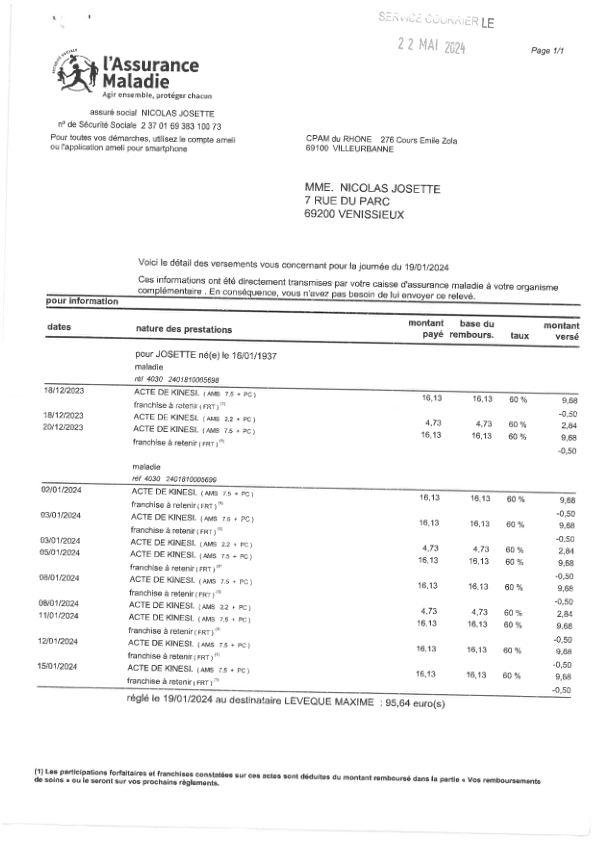 SERVICE COURRIER LE
22 MAI 2024
Page 1/1
l'Assurance
Maladie
Agir ensemble, protéger chacun
assuré social NICOLAS JOSETTE
n° de Sécurité Sociale 2 37 01 69 383 100 73
Pour toutes vos démarches, utilisez le compte ameli
ou l'application ameli pour smartphone
CPAM du RHONE 276 Cours Emile Zola
69100 VILLEURBANNE
MME. NICOLAS JOSETTE
7 RUE DU PARC
69200 VENISSIEUX
Voici le détail des versements vous concernant pour la journée du 19/01/2024
Ces informations ont été directement transmises par votre caisse d'assurance maladie à votre organisme
complémentaire . En conséquence, vous n'avez pas besoin de lui envoyer ce relevé.
pour information
dates nature des prestations montant payé base du rembours. taux montant versé
pour JOSETTE né(e) le 16/01/1937
maladie
réf 4030 2401810005698
18/12/2023 ACTE DE KINESI. ( AMS 7.5 + PC ) 16,13 16,13 60 % 9,68
franchise à retenir ( FRT ) (1) -0,50
18/12/2023 ACTE DE KINESI. ( AMS 2.2 + PC ) 4,73 4,73 60 % 2,84
20/12/2023 ACTE DE KINESI. ( AMS 7.5 + PC ) 16,13 16,13 60 % 9,68
franchise à retenir ( FRT ) (1) -0,50
maladie
réf 4030 2401810005699
02/01/2024 ACTE DE KINESI. ( AMS 7.5 + PC ) 16,13 16,13 60 % 9,68
franchise à retenir ( FRT ) (1) -0,50
03/01/2024 ACTE DE KINESI. ( AMS 7.5 + PC ) 16,13 16,13 60 % 9,68
franchise à retenir ( FRT ) (1) -0,50
03/01/2024 ACTE DE KINESI. ( AMS 2.2 + PC ) 4,73 4,73 60 % 2,84
05/01/2024 ACTE DE KINESI. ( AMS 7.5 + PC ) 16,13 16,13 60 % 9,68
franchise à retenir ( FRT ) (1) -0,50
08/01/2024 ACTE DE KINESI. ( AMS 7.5 + PC ) 16,13 16,13 60 % 9,68
franchise à retenir ( FRT ) (1) -0,50
08/01/2024 ACTE DE KINESI. ( AMS 2.2 + PC ) 4,73 4,73 60 % 2,84
11/01/2024 ACTE DE KINESI. ( AMS 7.5 + PC ) 16,13 16,13 60 % 9,68
franchise à retenir ( FRT ) (1) -0,50
12/01/2024 ACTE DE KINESI. ( AMS 7.5 + PC ) 16,13 16,13 60 % 9,68
franchise à retenir ( FRT ) (1) -0,50
15/01/2024 ACTE DE KINESI. ( AMS 7.5 + PC ) 16,13 16,13 60 % 9,68
franchise à retenir ( FRT ) (1) -0,50
réglé le 19/01/2024 au destinataire LEVEQUE MAXIME : 95,64 euro(s)
(1) Les participations forfaitaires et franchises constatées sur ces actes sont déduites du montant remboursé dans la partie « Vos remboursements
de soins » ou le seront sur vos prochains règlements.